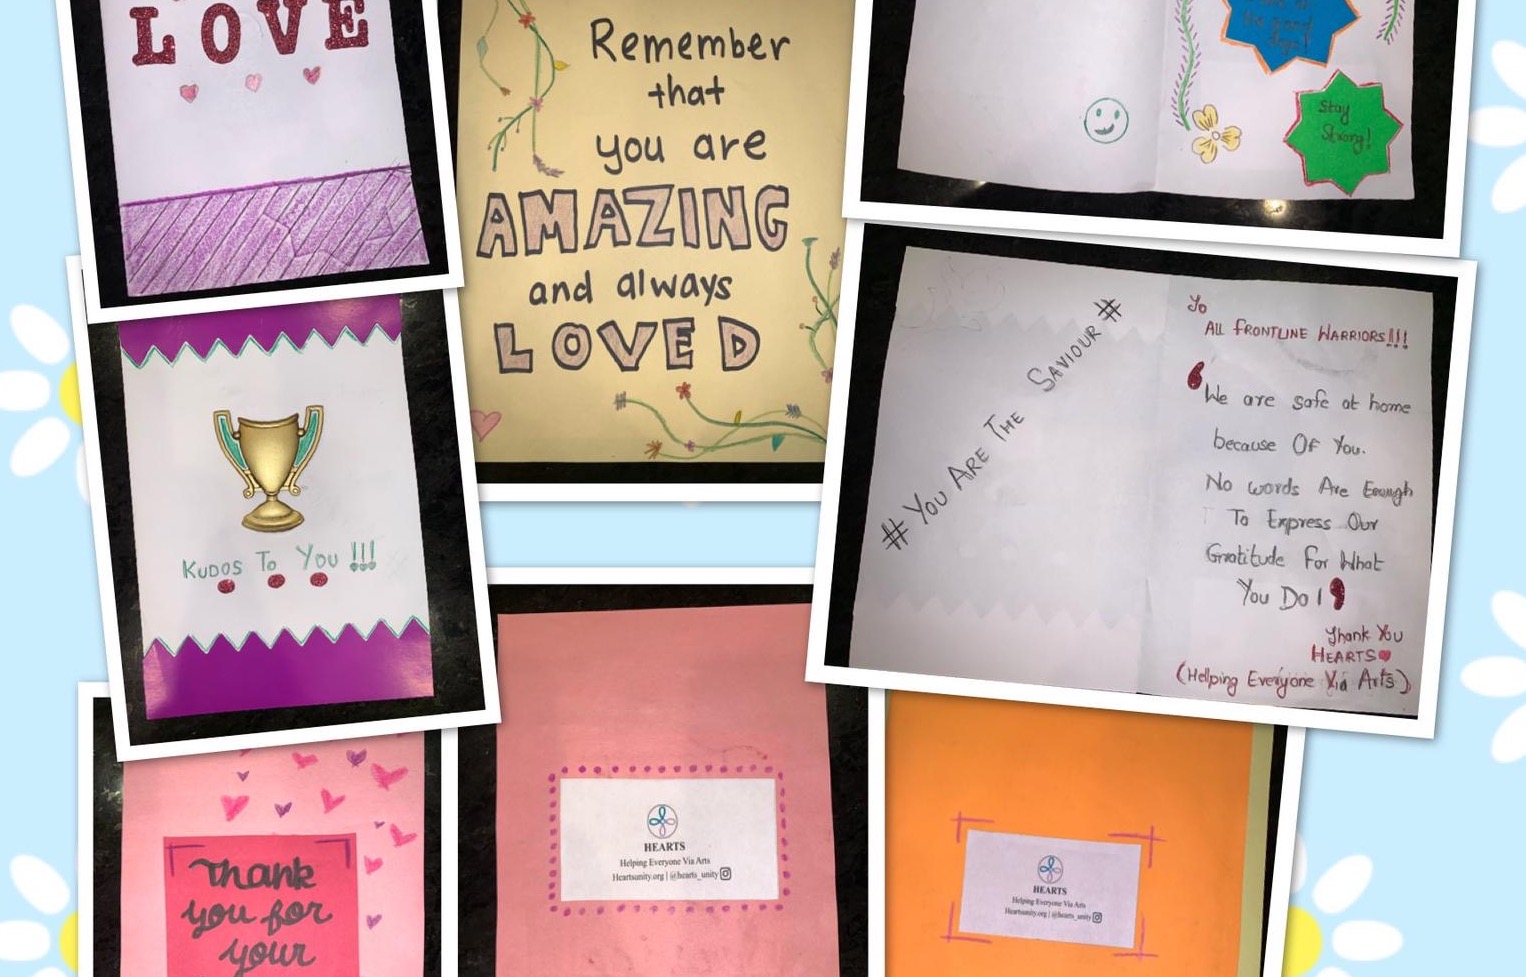 LOVE
Remember
that
you are
AMAZING
and always
LOVED
the good
days!
Stay
Strong!
KUDOS TO YOU !!!
# YOU ARE THE SAVIOUR #
To
ALL FRONTLINE WARRIORS!!!
We are safe at home
because Of You.
No words Are Enough
To Express Our
Gratitude For What
You Do!
Thank You
HEARTS
(Helping Everyone Via Arts)
Thank
you for
your
HEARTS
Helping Everyone Via Arts
Heartsunity.org | @hearts_unity
HEARTS
Helping Everyone Via Arts
Heartsunity.org | @hearts_unity